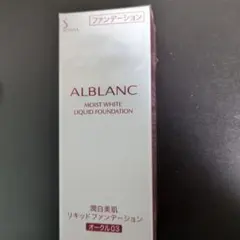 ファンデーション
ALBLANC
MOIST WHITE
LIQUID FOUNDATION
潤白美肌
リキッドファンデーション
オークル03